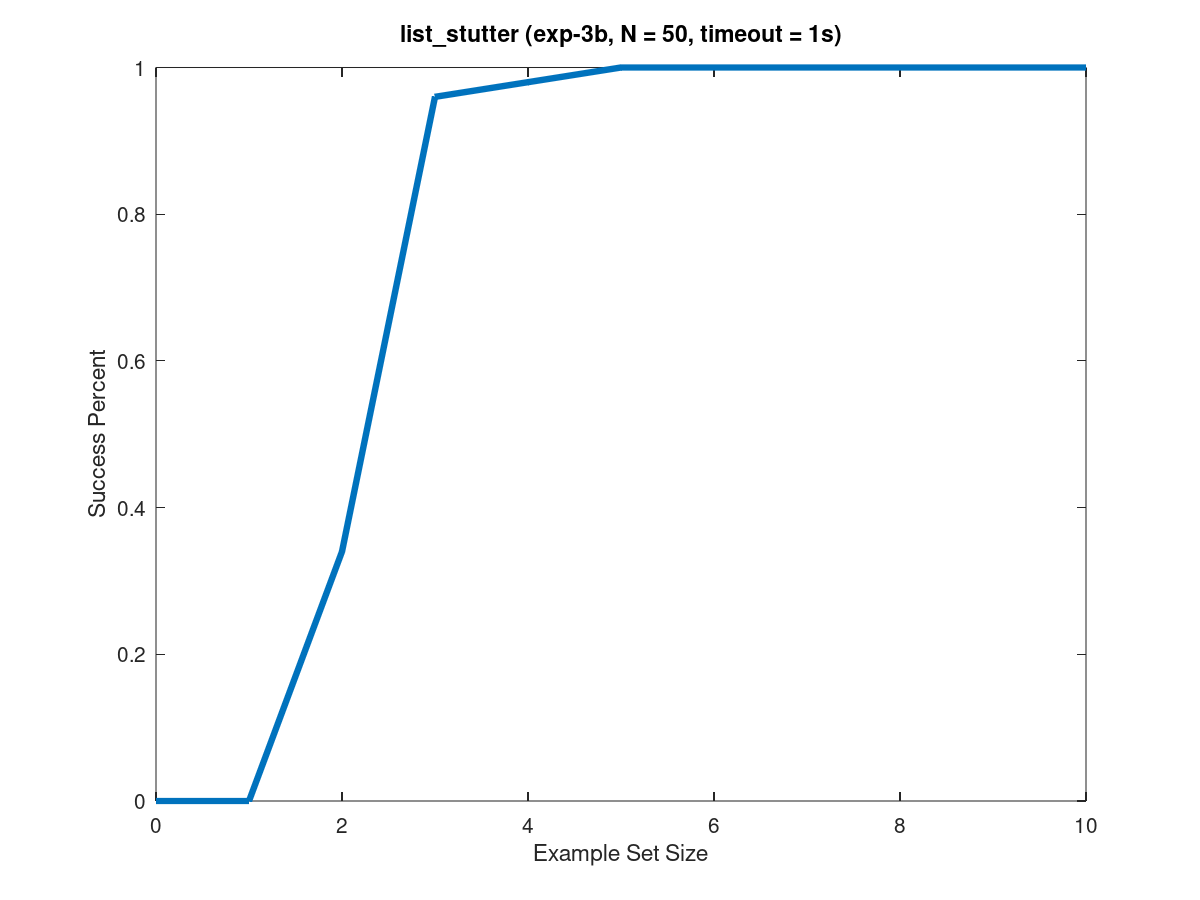 list_stutter (exp-3b, N = 50, timeout = 1s)
1
0.8
0.6
0.4
0.2
0
Success Percent
0 2 4 6 8 10
Example Set Size